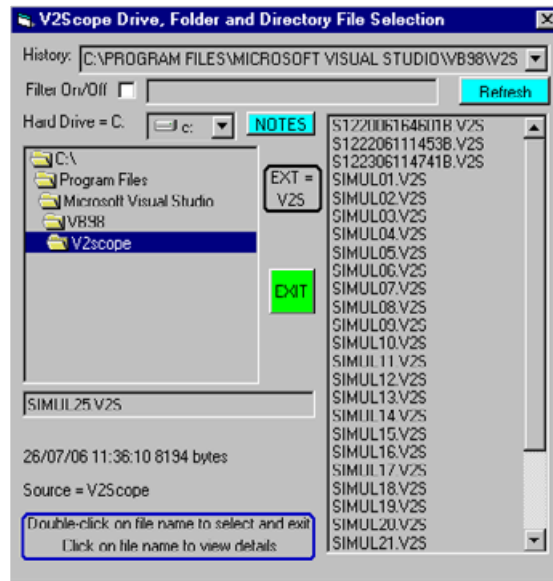 V2Scope Drive, Folder and Directory File Selection
History: C:\PROGRAM FILES\MICROSOFT VISUAL STUDIO\VB98\V2S
Filter On/Off
Refresh
Hard Drive = C.
c:
NOTES
C:\
Program Files
Microsoft Visual Studio
VB98
V2scope
EXT =
V2S
EXIT
S122006164601B.V2S
S122206111453B.V2S
S122306114741B.V2S
SIMUL01.V2S
SIMUL02.V2S
SIMUL03.V2S
SIMUL04.V2S
SIMUL05.V2S
SIMUL06.V2S
SIMUL07.V2S
SIMUL08.V2S
SIMUL09.V2S
SIMUL10.V2S
SIMUL11.V2S
SIMUL12.V2S
SIMUL13.V2S
SIMUL14.V2S
SIMUL15.V2S
SIMUL16.V2S
SIMUL17.V2S
SIMUL18.V2S
SIMUL19.V2S
SIMUL20.V2S
SIMUL21.V2S
SIMUL25.V2S
26/07/06 11:36:10 8194 bytes
Source = V2Scope
Double-click on file name to select and exit
Click on file name to view details